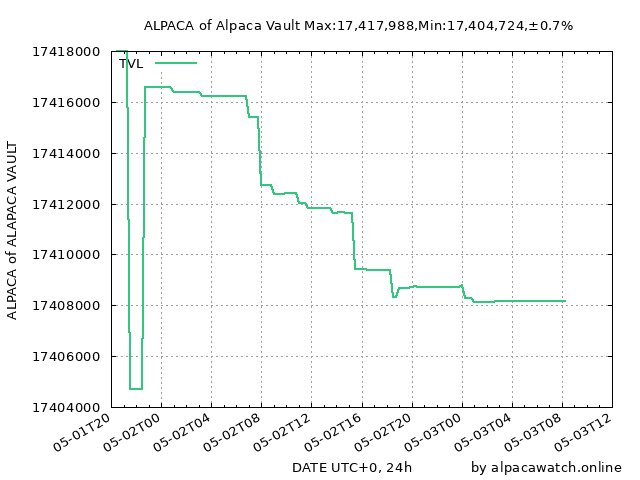 ALPACA of Alpaca Vault Max:17,417,988,Min:17,404,724,±0.7%
TVL
ALPACA of ALAPACA VAULT
17418000
17416000
17414000
17412000
17410000
17408000
17406000
17404000
05-01T20
05-02T00
05-02T04
05-02T08
05-02T12
05-02T16
05-02T20
05-03T00
05-03T04
05-03T08
05-03T12
DATE UTC+0, 24h
by alpacawatch.online